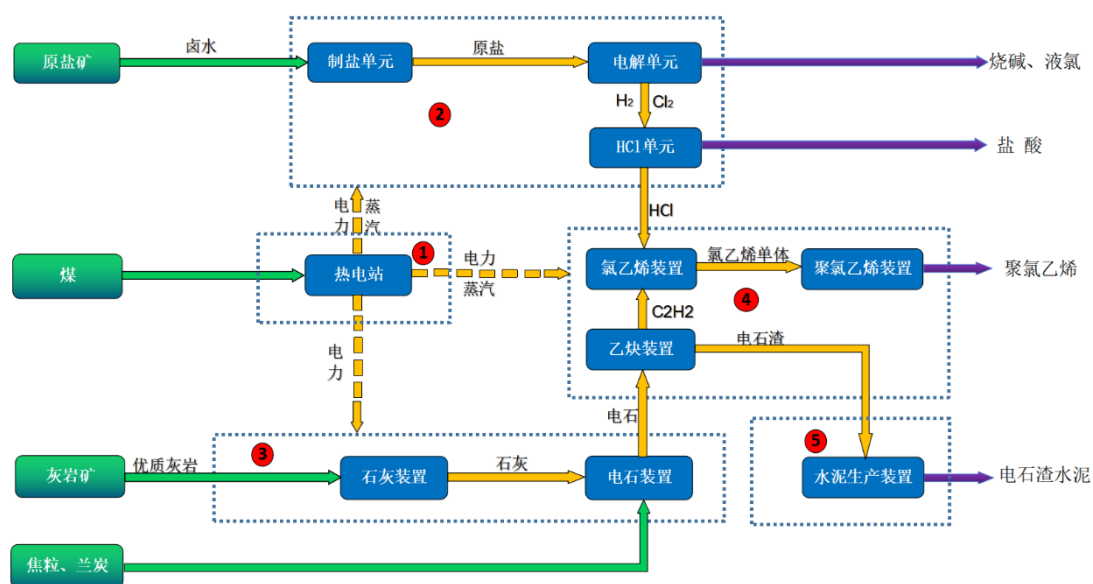 原盐矿
卤水
制盐单元
原盐
电解单元
烧碱、液氯
H₂
Cl₂
2
HCl单元
盐 酸
HCl
电力
蒸汽
1
煤
热电站
电力
蒸汽
氯乙烯装置
氯乙烯单体
聚氯乙烯装置
聚氯乙烯
4
C2H2
乙炔装置
电石渣
电力
电石
3
5
灰岩矿
优质灰岩
石灰装置
石灰
电石装置
水泥生产装置
电石渣水泥
焦粒、兰炭